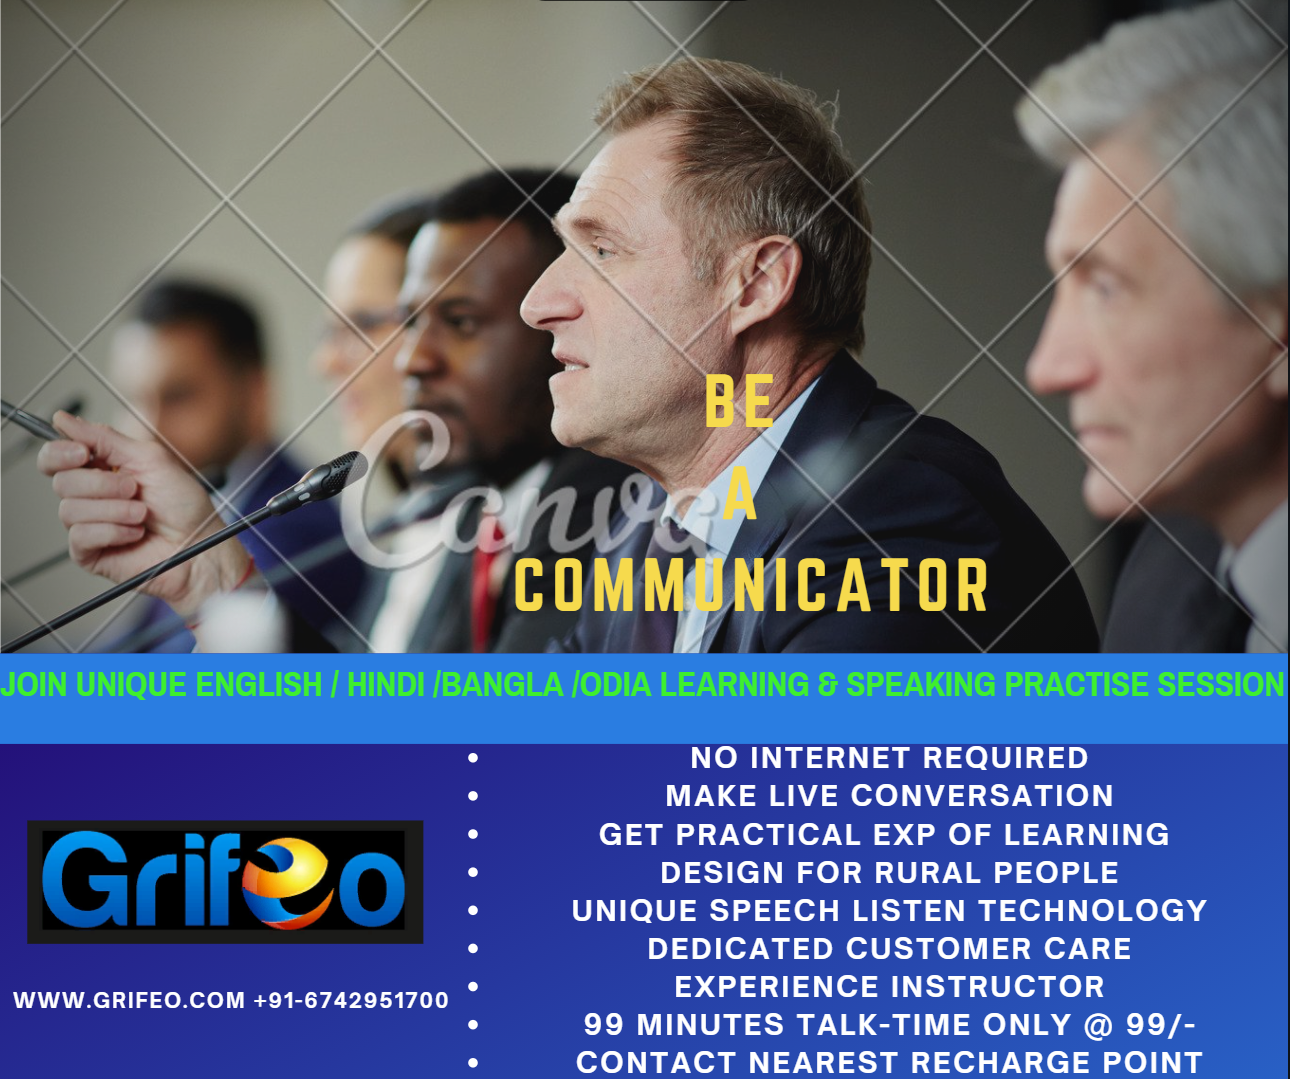 BE
A
COMMUNICATOR
Canva
JOIN UNIQUE ENGLISH / HINDI /BANGLA /ODIA LEARNING & SPEAKING PRACTISE SESSION
Grifeo
WWW.GRIFEO.COM +91-6742951700
• NO INTERNET REQUIRED
• MAKE LIVE CONVERSATION
• GET PRACTICAL EXP OF LEARNING
• DESIGN FOR RURAL PEOPLE
• UNIQUE SPEECH LISTEN TECHNOLOGY
• DEDICATED CUSTOMER CARE
• EXPERIENCE INSTRUCTOR
• 99 MINUTES TALK-TIME ONLY @ 99/-
• CONTACT NEAREST RECHARGE POINT